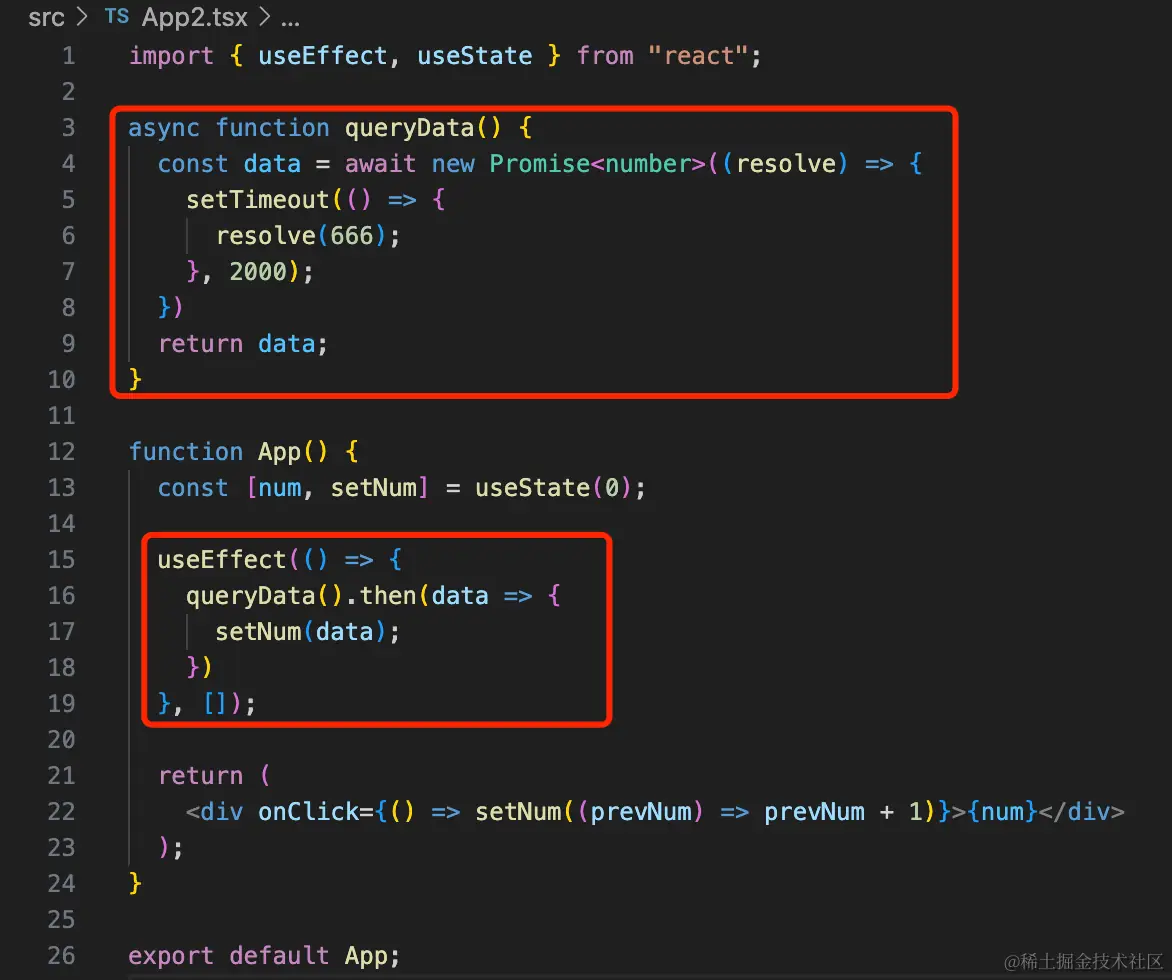 src > TS App2.tsx > ...
1 import { useEffect, useState } from "react";
2
3 async function queryData() {
4   const data = await new Promise<number>((resolve) => {
5     setTimeout(() => {
6       resolve(666);
7     }, 2000);
8   })
9   return data;
10 }
11
12 function App() {
13   const [num, setNum] = useState(0);
14
15   useEffect(() => {
16     queryData().then(data => {
17       setNum(data);
18     })
19   }, []);
20
21   return (
22     <div onClick={() => setNum((prevNum) => prevNum + 1)}>{num}</div>
23   );
24 }
25
26 export default App;
@稀土掘金技术社区